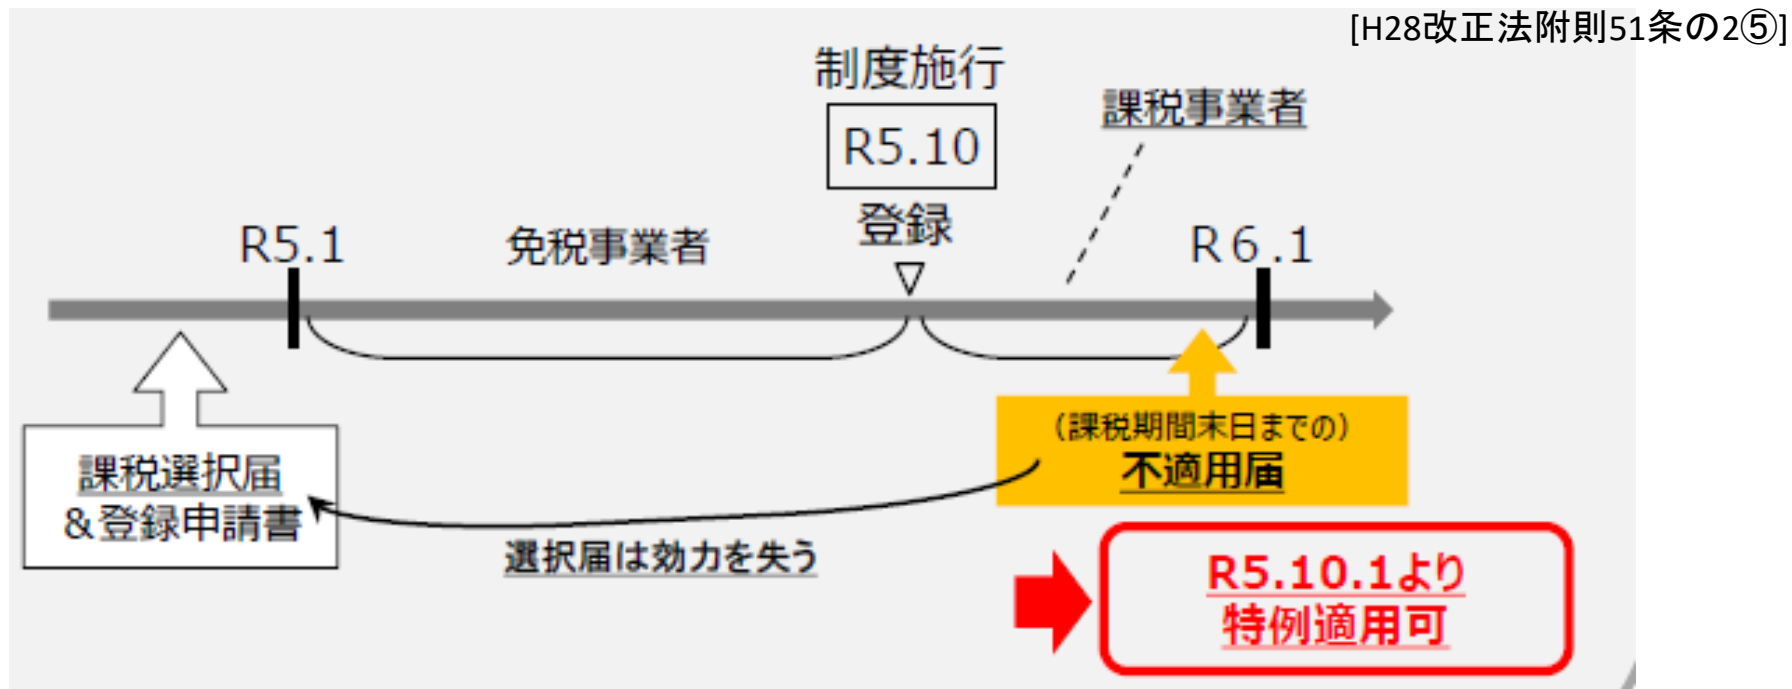 [H28改正法附則51条の2⑤]
制度施行
R5.10
登録
課税事業者
R5.1
免税事業者
R6.1
課税選択届
&登録申請書
(課税期間末日までの)
不適用届
選択届は効力を失う
R5.10.1より
特例適用可